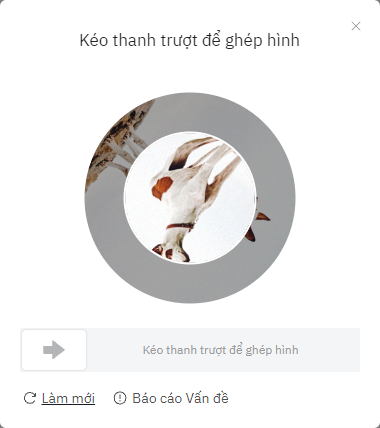 Kéo thanh trượt để ghép hình
Kéo thanh trượt để ghép hình
Làm mới Báo cáo Vấn đề